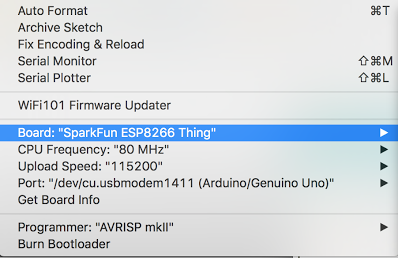 Auto Format ⌘T
Archive Sketch
Fix Encoding & Reload
Serial Monitor ⇧⌘M
Serial Plotter ⇧⌘L
WiFi101 Firmware Updater
Board: "SparkFun ESP8266 Thing"
CPU Frequency: "80 MHz"
Upload Speed: "115200"
Port: "/dev/cu.usbmodem1411 (Arduino/Genuino Uno)"
Get Board Info
Programmer: "AVRISP mkII"
Burn Bootloader